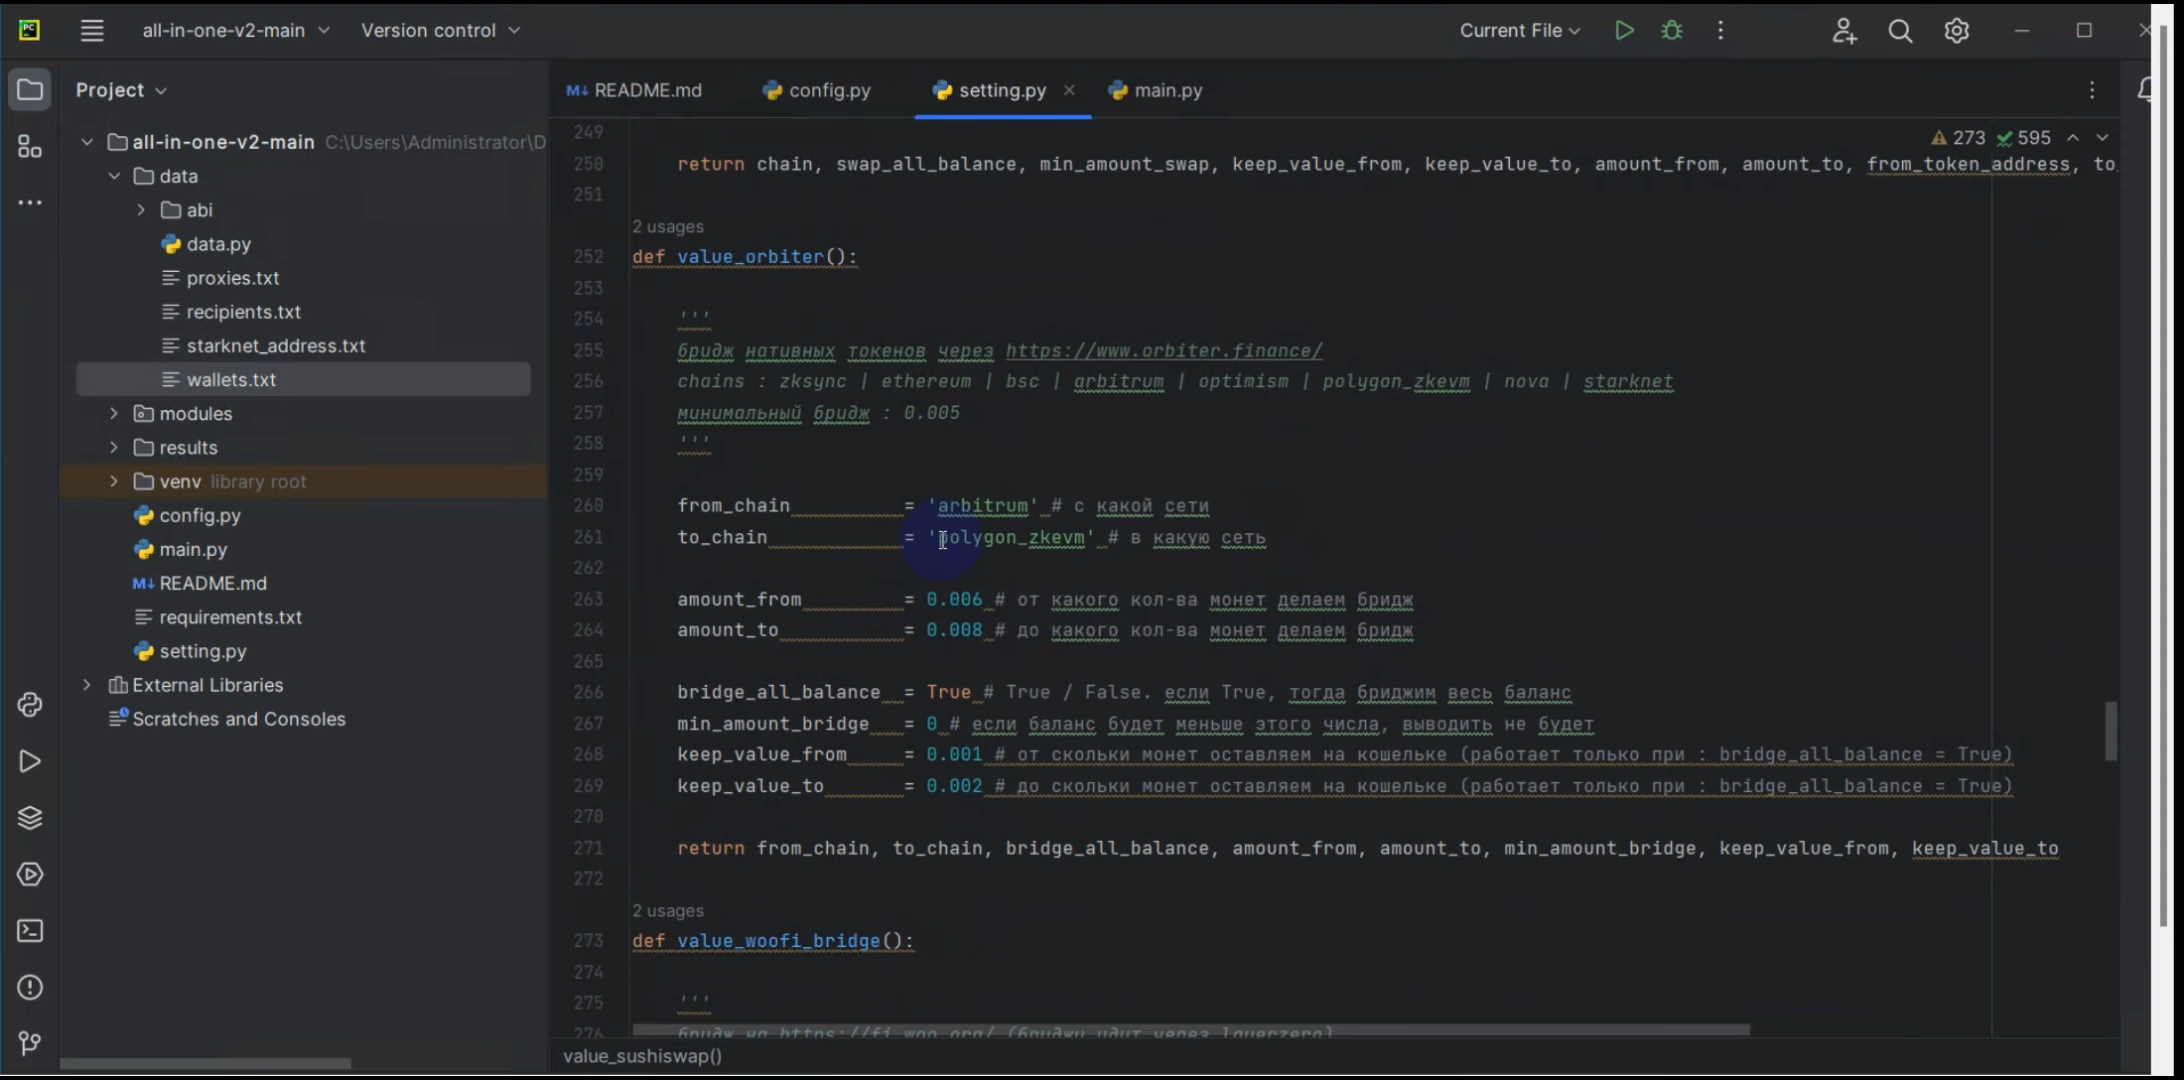 all-in-one-v2-main
Version control
Current File
Project
README.md
config.py
setting.py
main.py
all-in-one-v2-main C:\Users\Administrator\D
data
abi
data.py
proxies.txt
recipients.txt
starknet_address.txt
wallets.txt
modules
results
venv library root
config.py
main.py
README.md
requirements.txt
setting.py
External Libraries
Scratches and Consoles
273 595
249
250 return chain, swap_all_balance, min_amount_swap, keep_value_from, keep_value_to, amount_from, amount_to, from_token_address, to
251
2 usages
252 def value_orbiter():
253
254 '''
255 бридж нативных токенов через https://www.orbiter.finance/
256 chains : zksync | ethereum | bsc | arbitrum | optimism | polygon_zkevm | nova | starknet
257 минимальный бридж : 0.005
258 '''
259
260 from_chain = 'arbitrum' # с какой сети
261 to_chain = 'polygon_zkevm' # в какую сеть
262
263 amount_from = 0.006 # от какого кол-ва монет делаем бридж
264 amount_to = 0.008 # до какого кол-ва монет делаем бридж
265
266 bridge_all_balance = True # True / False. если True, тогда бриджим весь баланс
267 min_amount_bridge = 0 # если баланс будет меньше этого числа, выводить не будет
268 keep_value_from = 0.001 # от скольки монет оставляем на кошельке (работает только при : bridge_all_balance = True)
269 keep_value_to = 0.002 # до скольки монет оставляем на кошельке (работает только при : bridge_all_balance = True)
270
271 return from_chain, to_chain, bridge_all_balance, amount_from, amount_to, min_amount_bridge, keep_value_from, keep_value_to
272
2 usages
273 def value_woofi_bridge():
274
275 '''
276 бридж на https://fi.woo.org/ (бриджи идут через layerzero)
value_sushiswap()